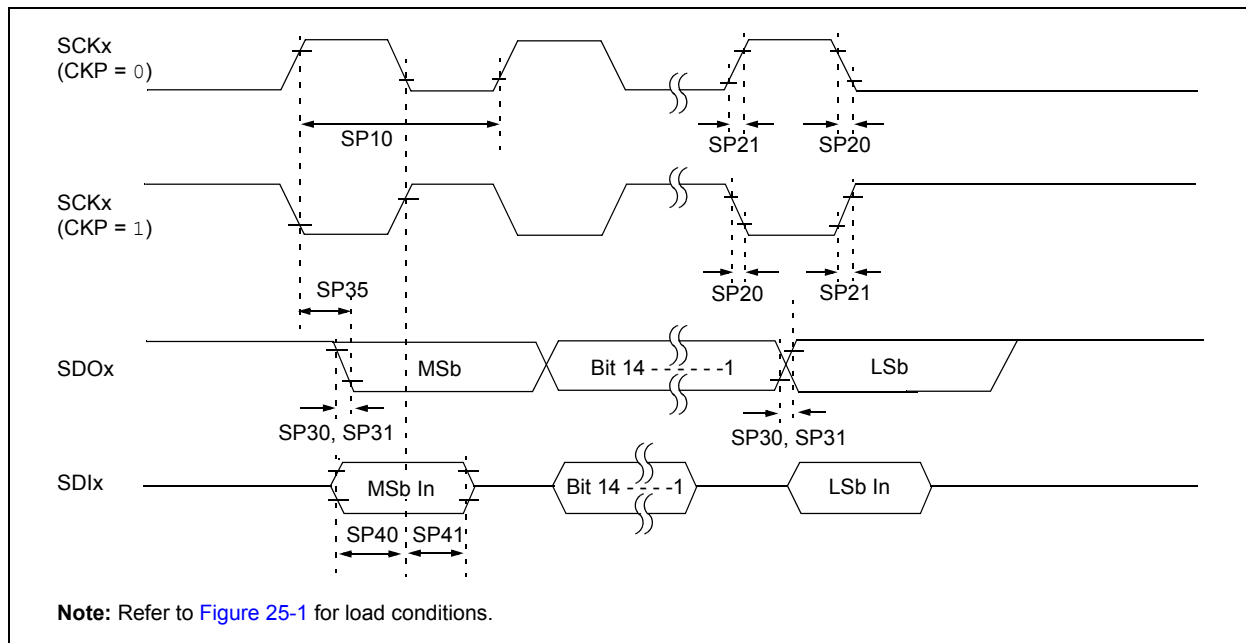 SCKx
(CKP = 0)
SP10
SP21
SP20
SCKx
(CKP = 1)
SP35
SP20
SP21
SDOx
MSb
Bit 14 - - - - - - -1
LSb
SP30, SP31
SP30, SP31
SDIx
MSb In
Bit 14 - - - - -1
LSb In
SP40
SP41
Note: Refer to Figure 25-1 for load conditions.